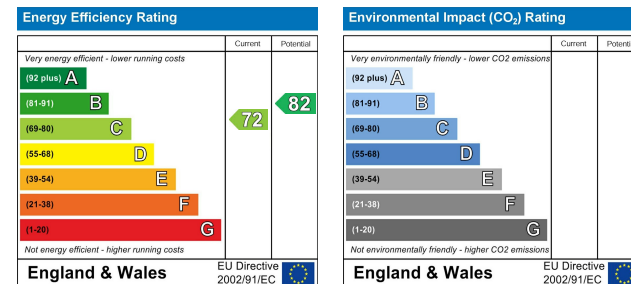 Energy Efficiency Rating
Current Potential
Very energy efficient - lower running costs
(92 plus) A
(81-91) B
(69-80) C
(55-68) D
(39-54) E
(21-38) F
(1-20) G
72
82
Not energy efficient - higher running costs
England & Wales
EU Directive
2002/91/EC
Environmental Impact (CO2) Rating
Current Potential
Very environmentally friendly - lower CO2 emissions
(92 plus) A
(81-91) B
(69-80) C
(55-68) D
(39-54) E
(21-38) F
(1-20) G
Not environmentally friendly - higher CO2 emissions
England & Wales
EU Directive
2002/91/EC